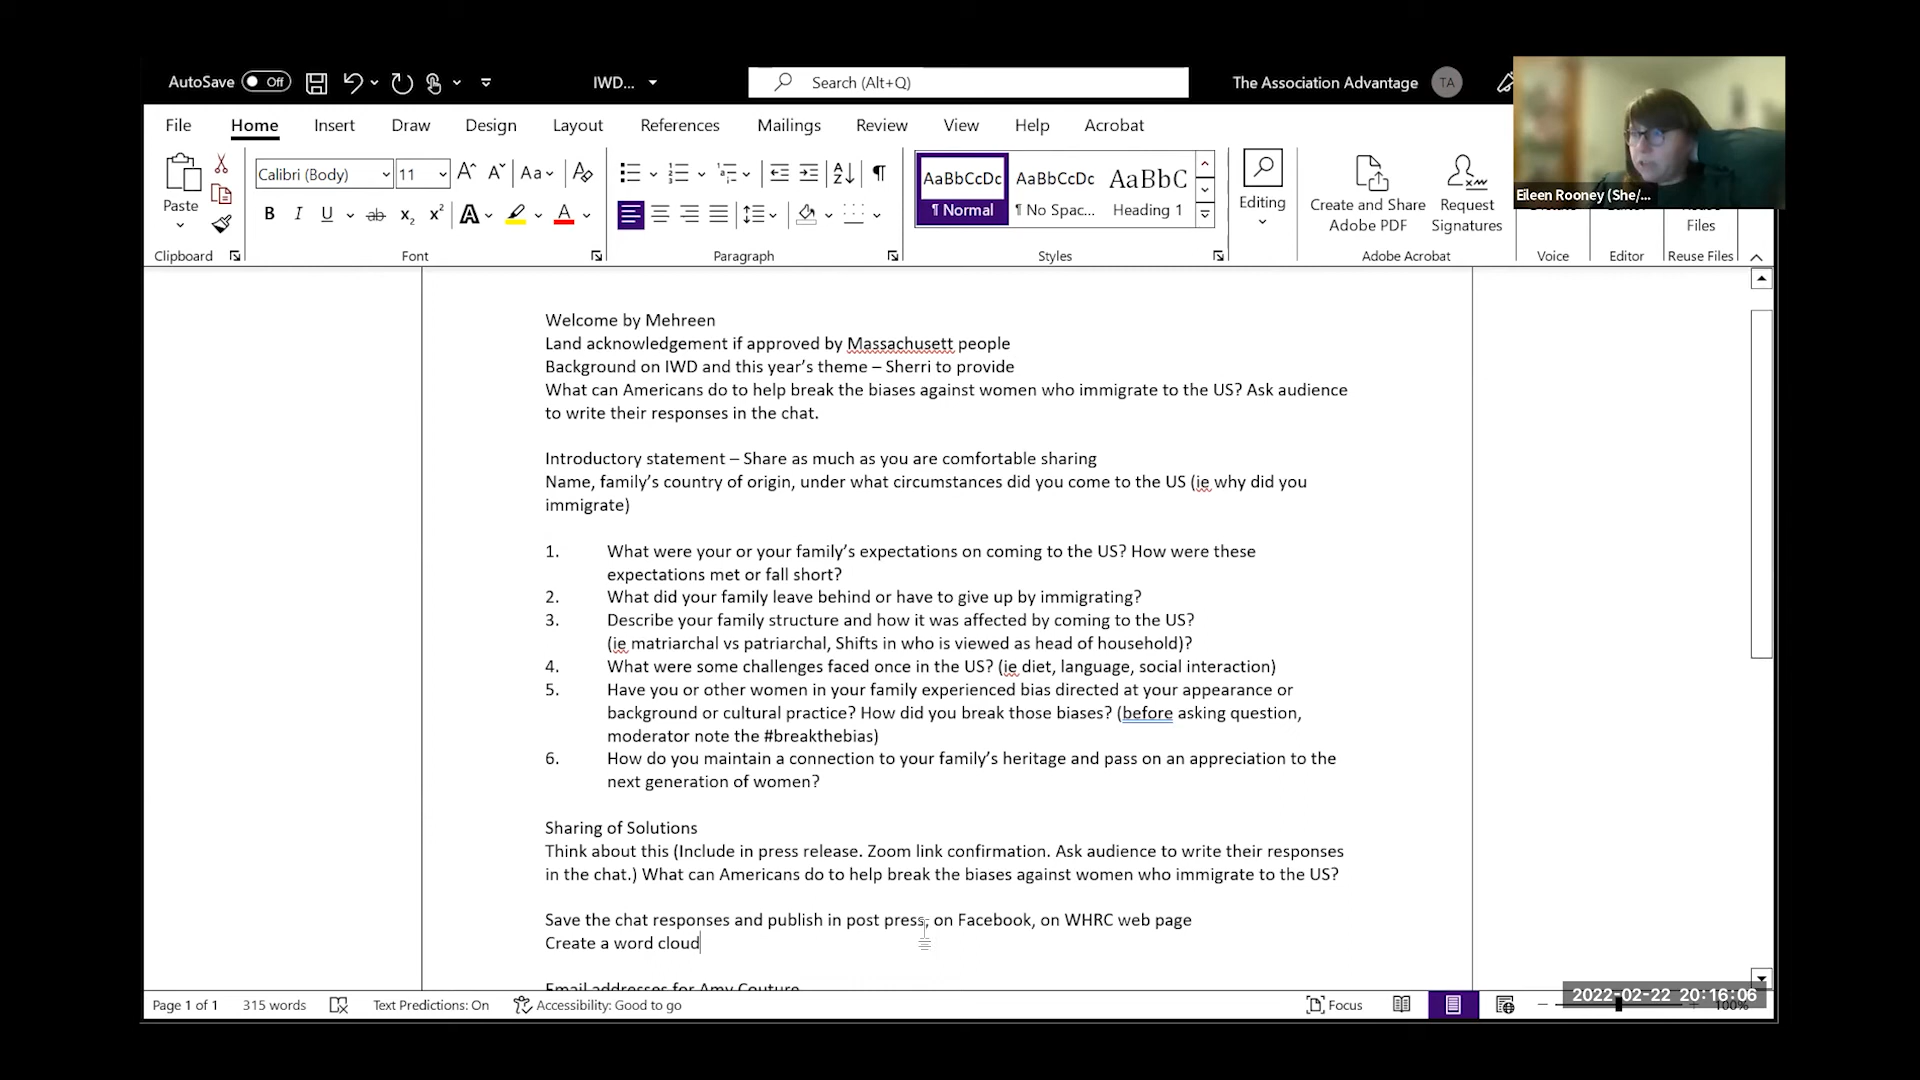 AutoSave Off IWD... Search (Alt+Q) The Association Advantage TA
File Home Insert Draw Design Layout References Mailings Review View Help Acrobat
Eileen Rooney (She/...
Calibri (Body) 11 Aa AaBbCcDc AaBbCcDc AaBbC
Paste ¶ Normal ¶ No Spac... Heading 1 Editing Create and Share Adobe PDF Request Signatures Files
Clipboard Font Paragraph Styles Adobe Acrobat Voice Editor Reuse Files
Welcome by Mehreen
Land acknowledgement if approved by Massachusett people
Background on IWD and this year's theme – Sherri to provide
What can Americans do to help break the biases against women who immigrate to the US? Ask audience
to write their responses in the chat.
Introductory statement – Share as much as you are comfortable sharing
Name, family's country of origin, under what circumstances did you come to the US (ie why did you
immigrate)
1. What were your or your family's expectations on coming to the US? How were these
expectations met or fall short?
2. What did your family leave behind or have to give up by immigrating?
3. Describe your family structure and how it was affected by coming to the US?
(ie matriarchal vs patriarchal, Shifts in who is viewed as head of household)?
4. What were some challenges faced once in the US? (ie diet, language, social interaction)
5. Have you or other women in your family experienced bias directed at your appearance or
background or cultural practice? How did you break those biases? (before asking question,
moderator note the #breakthebias)
6. How do you maintain a connection to your family's heritage and pass on an appreciation to the
next generation of women?
Sharing of Solutions
Think about this (Include in press release. Zoom link confirmation. Ask audience to write their responses
in the chat.) What can Americans do to help break the biases against women who immigrate to the US?
Save the chat responses and publish in post press, on Facebook, on WHRC web page
Create a word cloud
Email addresses for Amy Couture
Page 1 of 1 315 words Text Predictions: On Accessibility: Good to go Focus 100%
2022-02-22 20:16:06